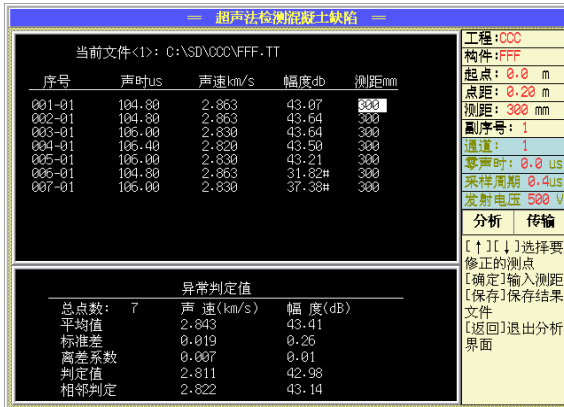 ═ 超声法检测混凝土缺陷 ═
当前文件<1>: C:\SD\CCC\FFF.TT
序号 声时us 声速km/s 幅度db 测距mm
001-01 104.80 2.863 43.07 300
002-01 104.80 2.863 43.64 300
003-01 106.00 2.830 43.64 300
004-01 106.40 2.820 43.50 300
005-01 106.00 2.830 43.21 300
006-01 104.80 2.863 31.82# 300
007-01 106.00 2.830 37.38# 300
异常判定值
总点数: 7 声 速(km/s) 幅 度(dB)
平均值 2.843 43.41
标准差 0.019 0.26
离差系数 0.007 0.01
判定值 2.811 42.98
相邻判定 2.822 43.14
工程:CCC
构件:FFF
起点: 0.0 m
点距: 0.20 m
测距: 300 mm
副序号: 1
通道: 1
零声时: 0.0 us
采样周期 0.4us
发射电压 500 V
分析 传输
[↑][↓]选择要
修正的测点
[确定]输入测距
[保存]保存结果
文件
[返回]退出分析
界面